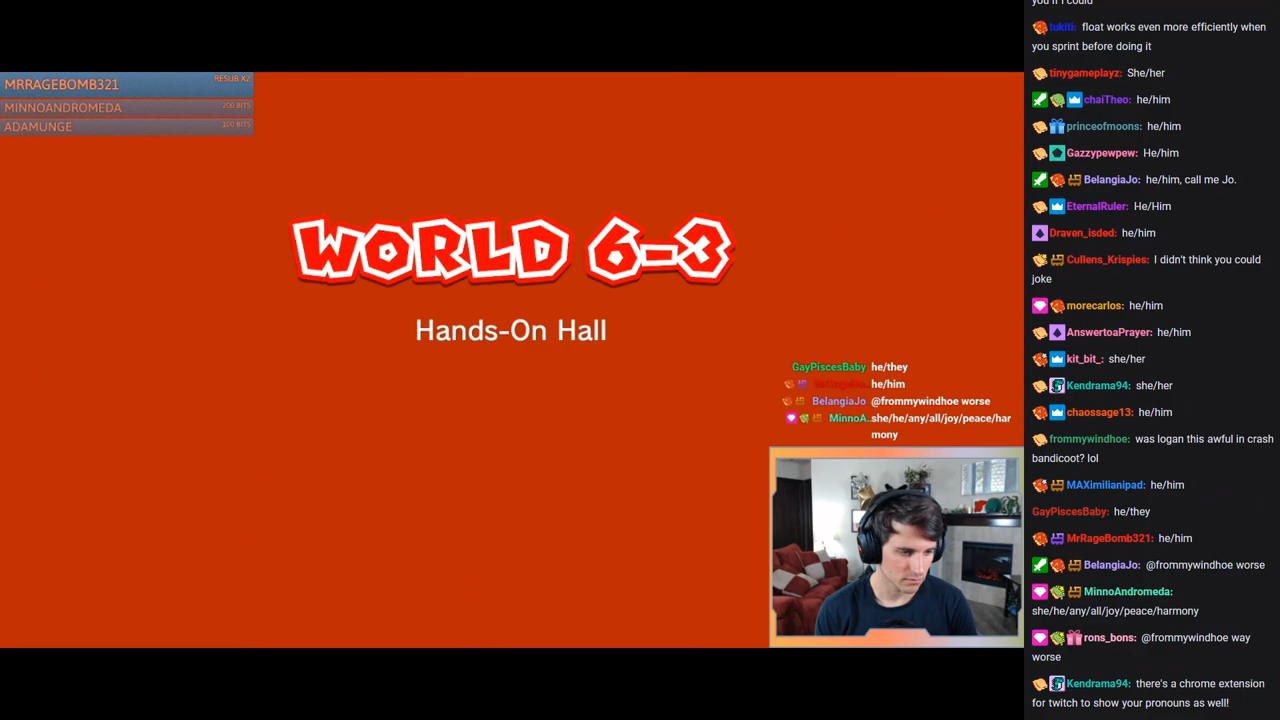 MRRAGEBOMB321 RESUB X2
MINNOANDROMEDA 200 BITS
ADAMUNGE 100 BITS
WORLD 6-3
Hands-On Hall
GayPiscesBaby he/they
he/him
BelangiaJo @frommywindhoe worse
MinnoA.. she/he/any/all/joy/peace/har
mony
you if I could
tukiti: float works even more efficiently when
you sprint before doing it
tinygameplayz: She/her
chaiTheo: he/him
princeofmoons: he/him
Gazzypewpew: He/him
BelangiaJo: he/him, call me Jo.
EternalRuler: He/Him
Draven_isded: he/him
Cullens_Krispies: I didn't think you could
joke
morecarlos: he/him
AnswertoaPrayer: he/him
kit_bit_: she/her
Kendrama94: she/her
chaossage13: he/him
frommywindhoe: was logan this awful in crash
bandicoot? lol
MAXimilianipad: he/him
GayPiscesBaby: he/they
MrRageBomb321: he/him
BelangiaJo: @frommywindhoe worse
MinnoAndromeda:
she/he/any/all/joy/peace/harmony
rons_bons: @frommywindhoe way
worse
Kendrama94: there's a chrome extension
for twitch to show your pronouns as well!